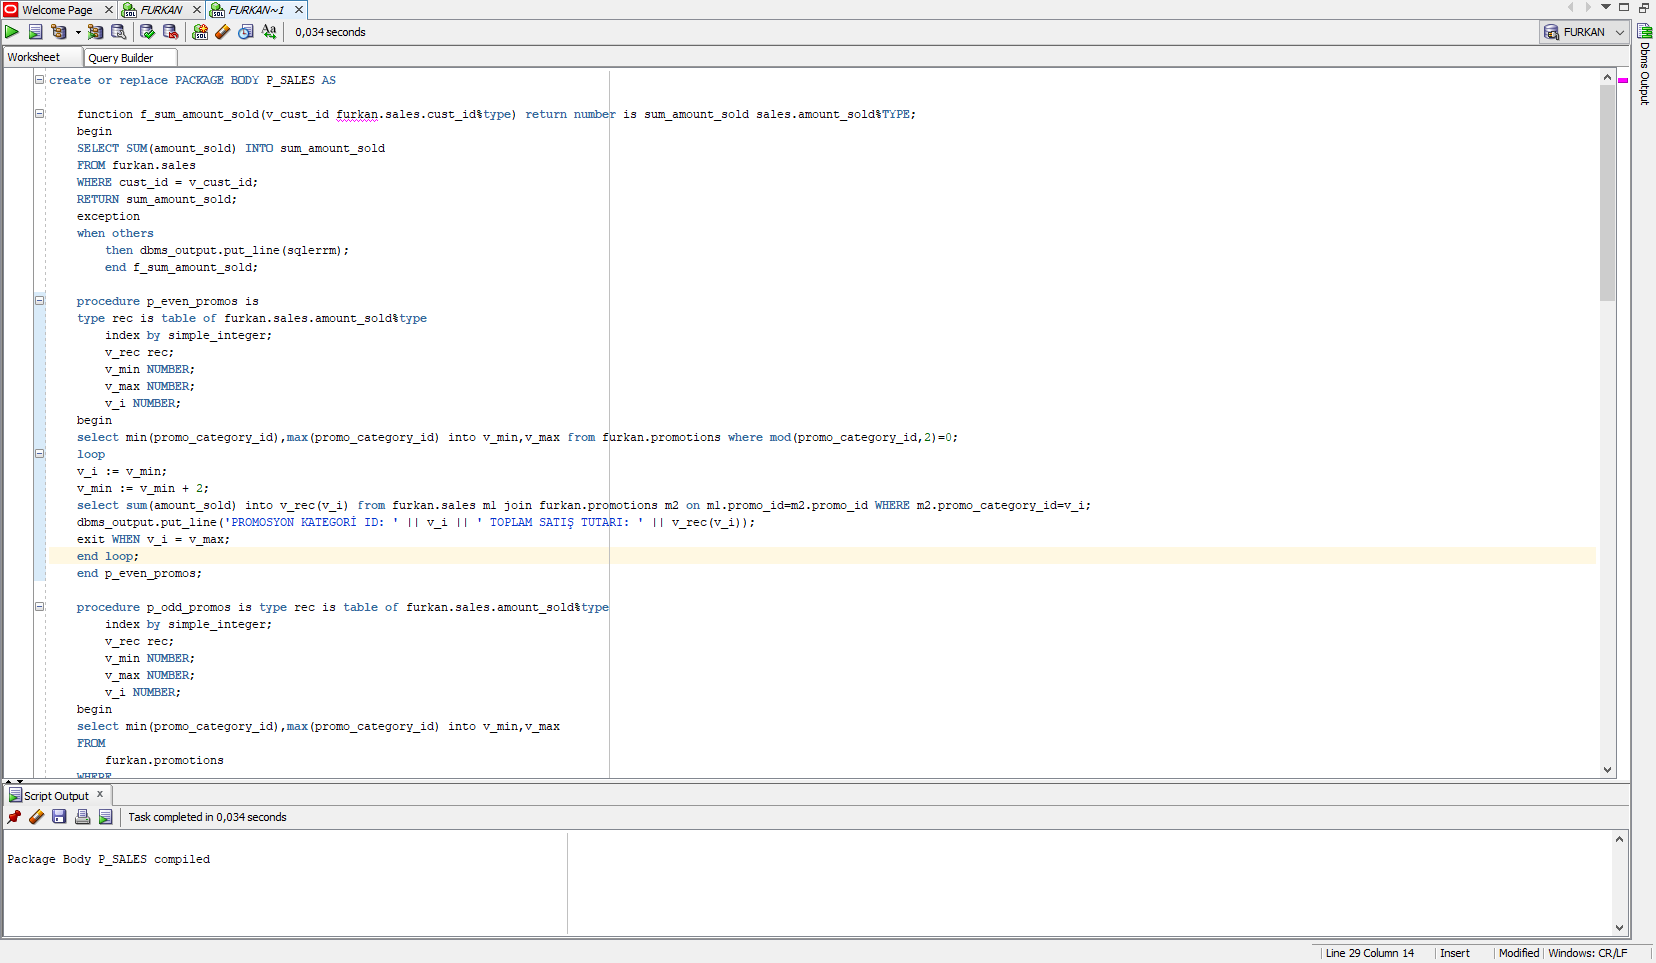 Welcome Page
FURKAN
FURKAN~1
0,034 seconds
FURKAN
Worksheet
Query Builder
Dbms Output
create or replace PACKAGE BODY P_SALES AS
function f_sum_amount_sold(v_cust_id furkan.sales.cust_id%type) return number is sum_amount_sold sales.amount_sold%TYPE;
begin
SELECT SUM(amount_sold) INTO sum_amount_sold
FROM furkan.sales
WHERE cust_id = v_cust_id;
RETURN sum_amount_sold;
exception
when others
then dbms_output.put_line(sqlerrm);
end f_sum_amount_sold;
procedure p_even_promos is
type rec is table of furkan.sales.amount_sold%type
index by simple_integer;
v_rec rec;
v_min NUMBER;
v_max NUMBER;
v_i NUMBER;
begin
select min(promo_category_id),max(promo_category_id) into v_min,v_max from furkan.promotions where mod(promo_category_id,2)=0;
loop
v_i := v_min;
v_min := v_min + 2;
select sum(amount_sold) into v_rec(v_i) from furkan.sales m1 join furkan.promotions m2 on m1.promo_id=m2.promo_id WHERE m2.promo_category_id=v_i;
dbms_output.put_line('PROMOSYON KATEGORİ ID: ' || v_i || ' TOPLAM SATIŞ TUTARI: ' || v_rec(v_i));
exit WHEN v_i = v_max;
end loop;
end p_even_promos;
procedure p_odd_promos is type rec is table of furkan.sales.amount_sold%type
index by simple_integer;
v_rec rec;
v_min NUMBER;
v_max NUMBER;
v_i NUMBER;
begin
select min(promo_category_id),max(promo_category_id) into v_min,v_max
FROM
furkan.promotions
WHERE
Script Output
Task completed in 0,034 seconds
Package Body P_SALES compiled
Line 29 Column 14
Insert
Modified
Windows: CR/LF